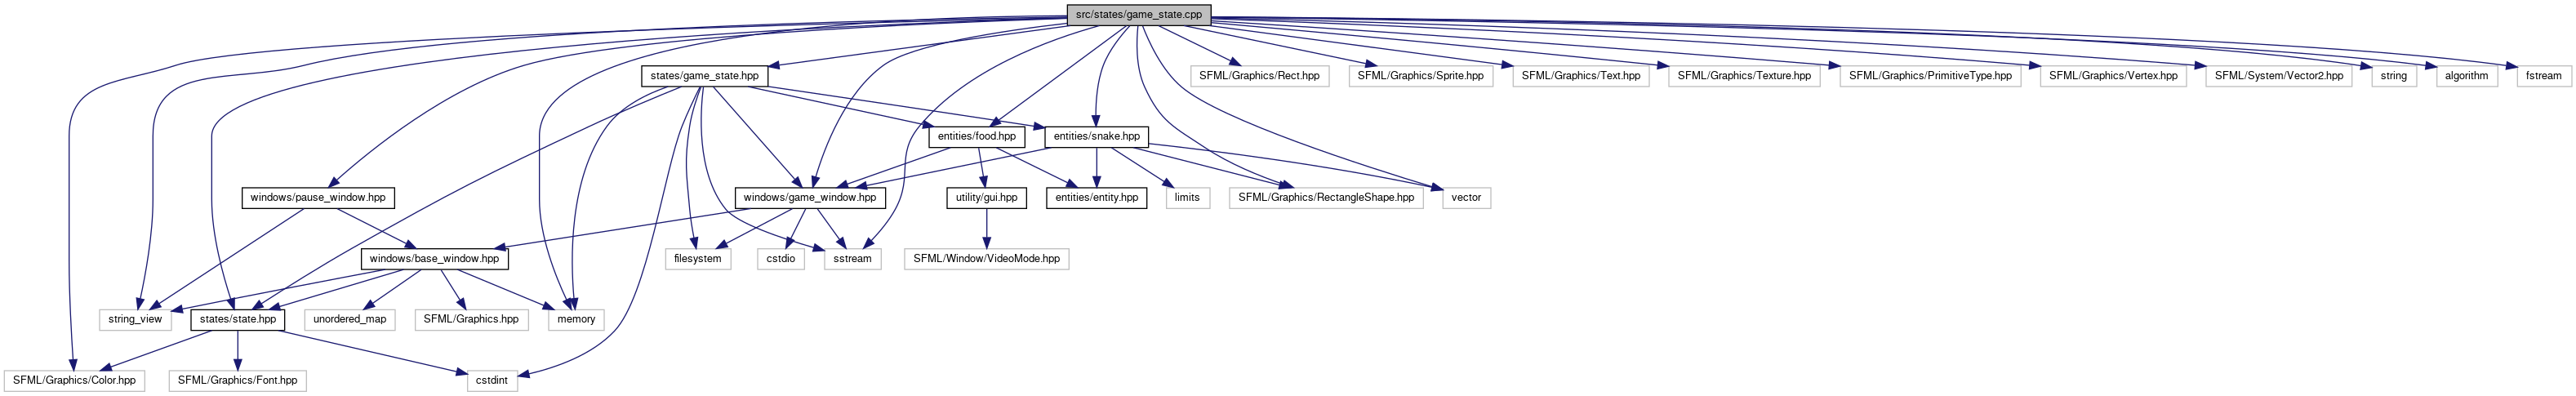 src/states/game_state.cpp
states/game_state.hpp
SFML/Graphics/Rect.hpp
SFML/Graphics/Sprite.hpp
SFML/Graphics/Text.hpp
SFML/Graphics/Texture.hpp
SFML/Graphics/PrimitiveType.hpp
SFML/Graphics/Vertex.hpp
SFML/System/Vector2.hpp
string
algorithm
fstream
entities/food.hpp
entities/snake.hpp
windows/pause_window.hpp
windows/game_window.hpp
utility/gui.hpp
entities/entity.hpp
limits
SFML/Graphics/RectangleShape.hpp
vector
windows/base_window.hpp
filesystem
cstdio
sstream
SFML/Window/VideoMode.hpp
string_view
states/state.hpp
unordered_map
SFML/Graphics.hpp
memory
SFML/Graphics/Color.hpp
SFML/Graphics/Font.hpp
cstdint